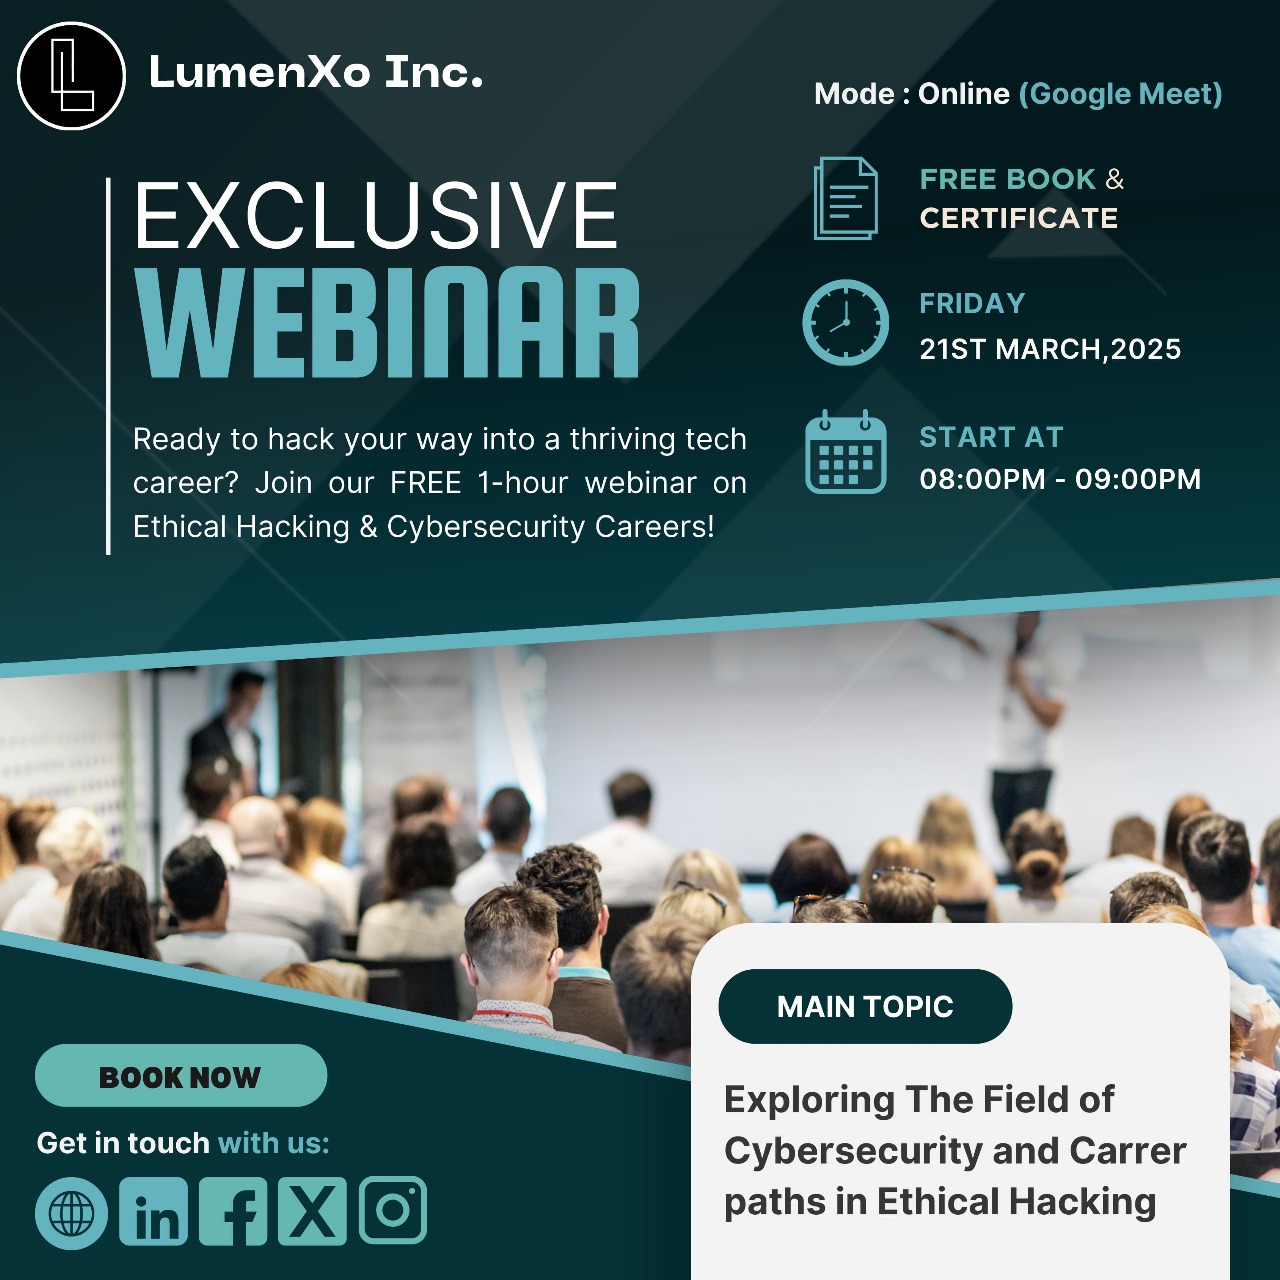 LumenXo Inc.
Mode : Online (Google Meet)
EXCLUSIVE
WEBINAR
Ready to hack your way into a thriving tech
career? Join our FREE 1-hour webinar on
Ethical Hacking & Cybersecurity Careers!
FREE BOOK &
CERTIFICATE
FRIDAY
21ST MARCH,2025
START AT
08:00PM - 09:00PM
MAIN TOPIC
Exploring The Field of
Cybersecurity and Carrer
paths in Ethical Hacking
BOOK NOW
Get in touch with us:
in
f
X